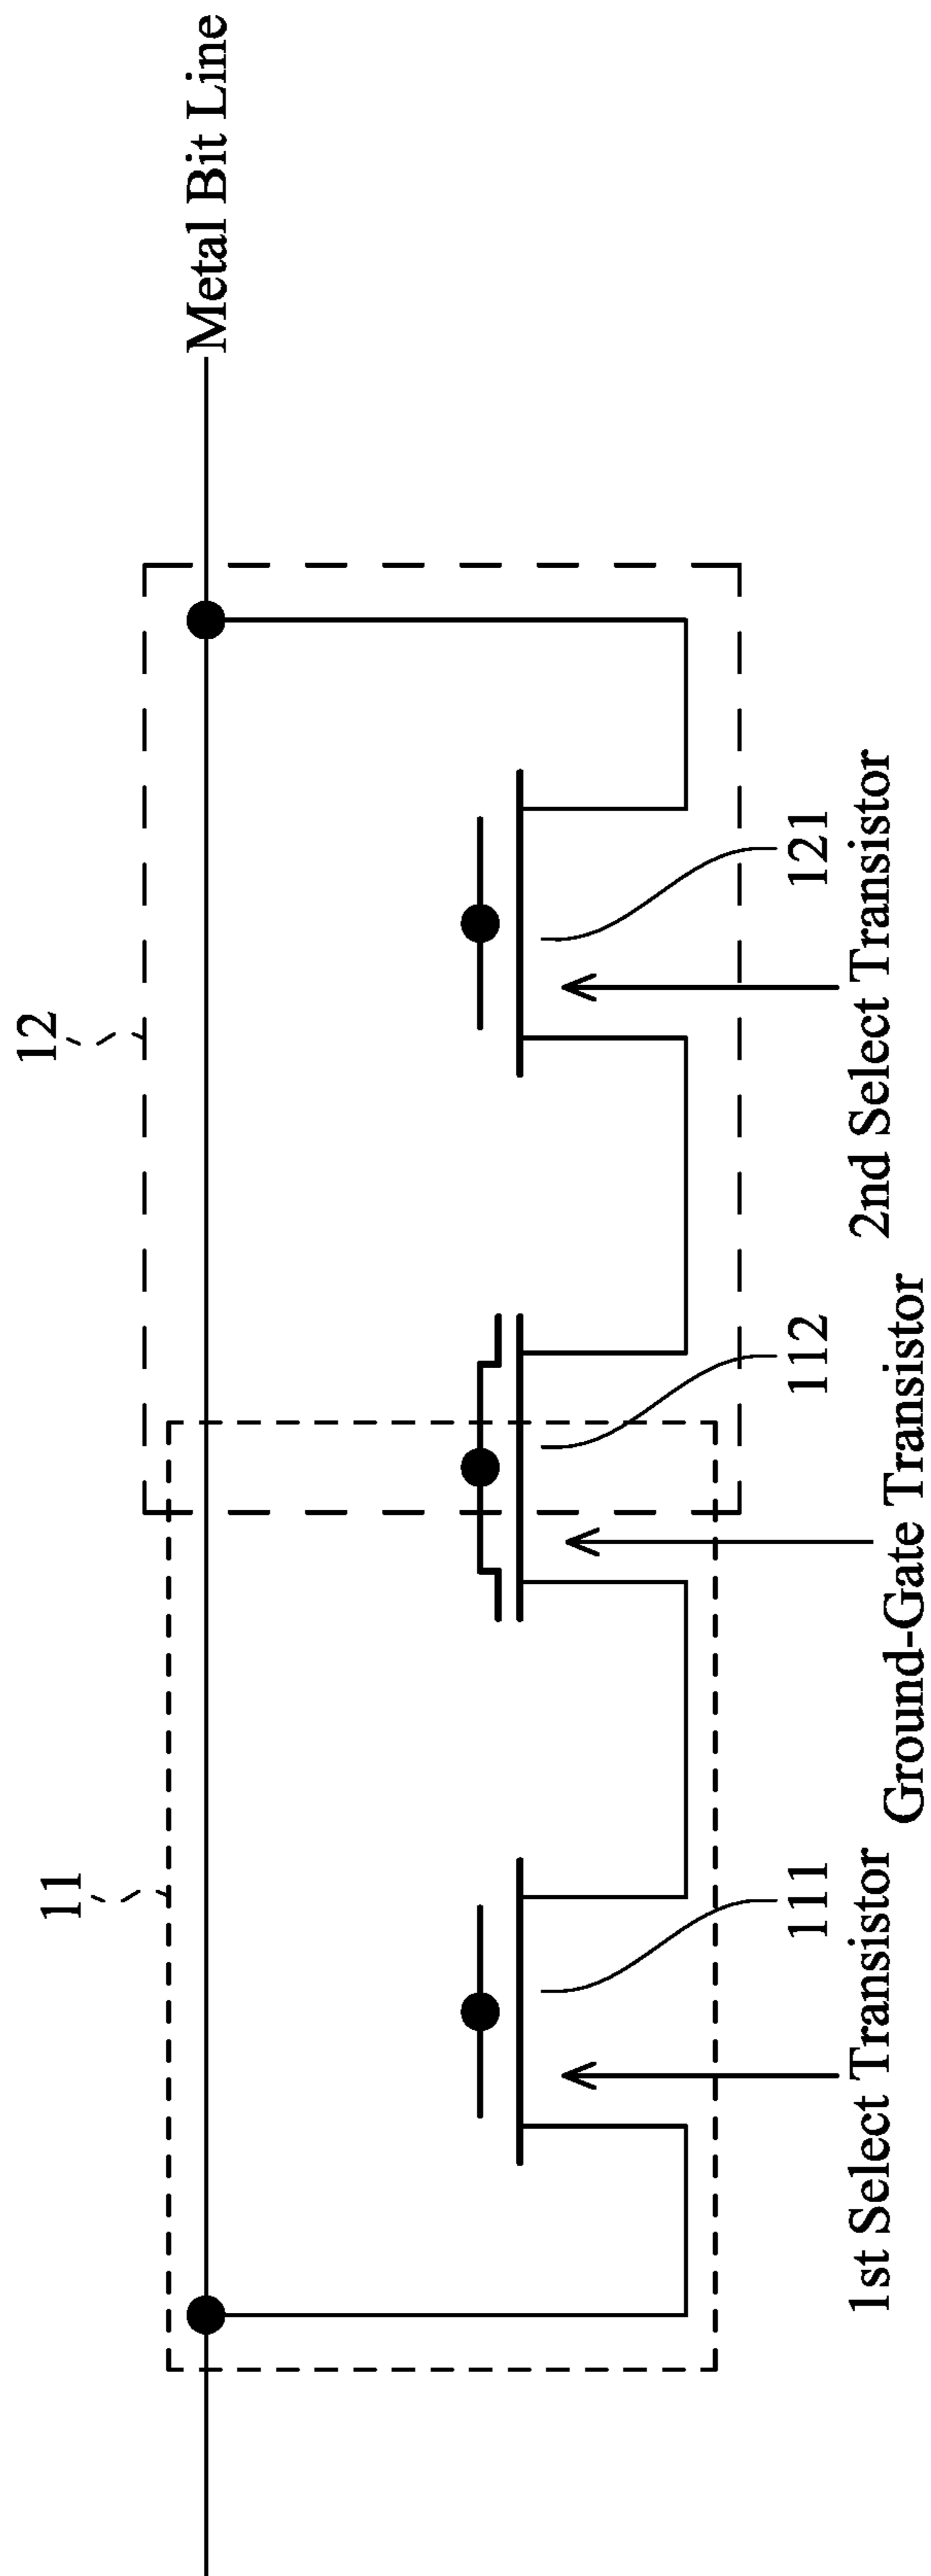 Metal Bit Line
11
12
111
112
121
1st Select Transistor
Ground-Gate Transistor
2nd Select Transistor